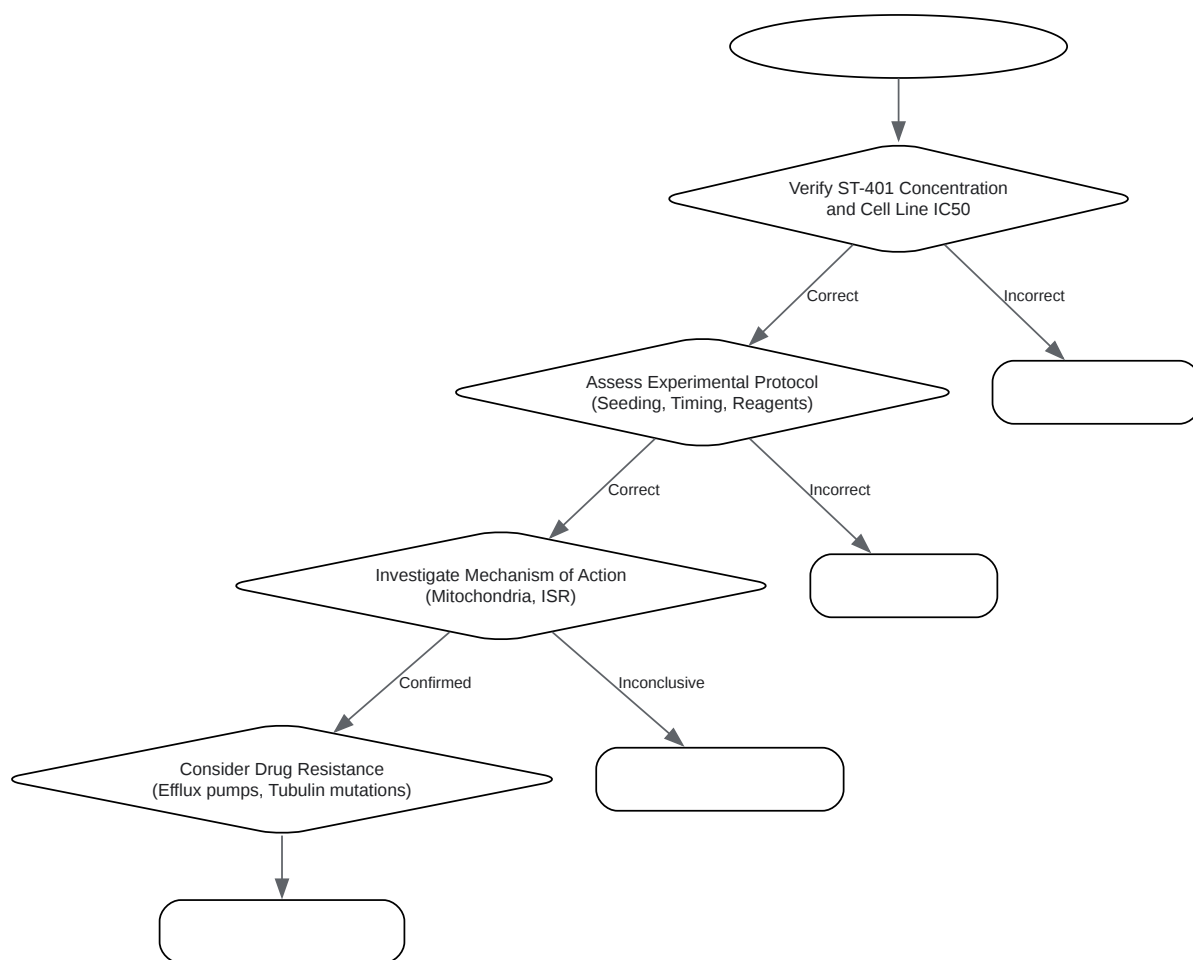 Verify ST-401 Concentration
and Cell Line IC50
Correct
Incorrect
Assess Experimental Protocol
(Seeding, Timing, Reagents)
Correct
Incorrect
Investigate Mechanism of Action
(Mitochondria, ISR)
Confirmed
Inconclusive
Consider Drug Resistance
(Efflux pumps, Tubulin mutations)